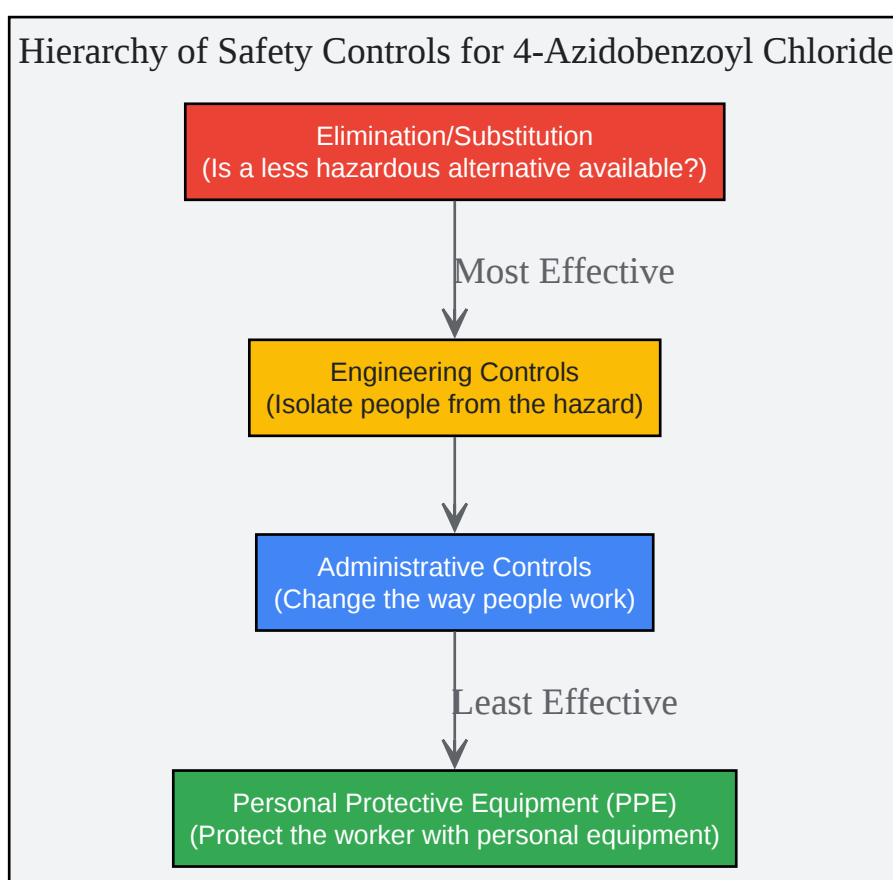 Hierarchy of Safety Controls for 4-Azidobenzoyl Chloride
Elimination/Substitution
(Is a less hazardous alternative available?)
Most Effective
Engineering Controls
(Isolate people from the hazard)
Administrative Controls
(Change the way people work)
Least Effective
Personal Protective Equipment (PPE)
(Protect the worker with personal equipment)